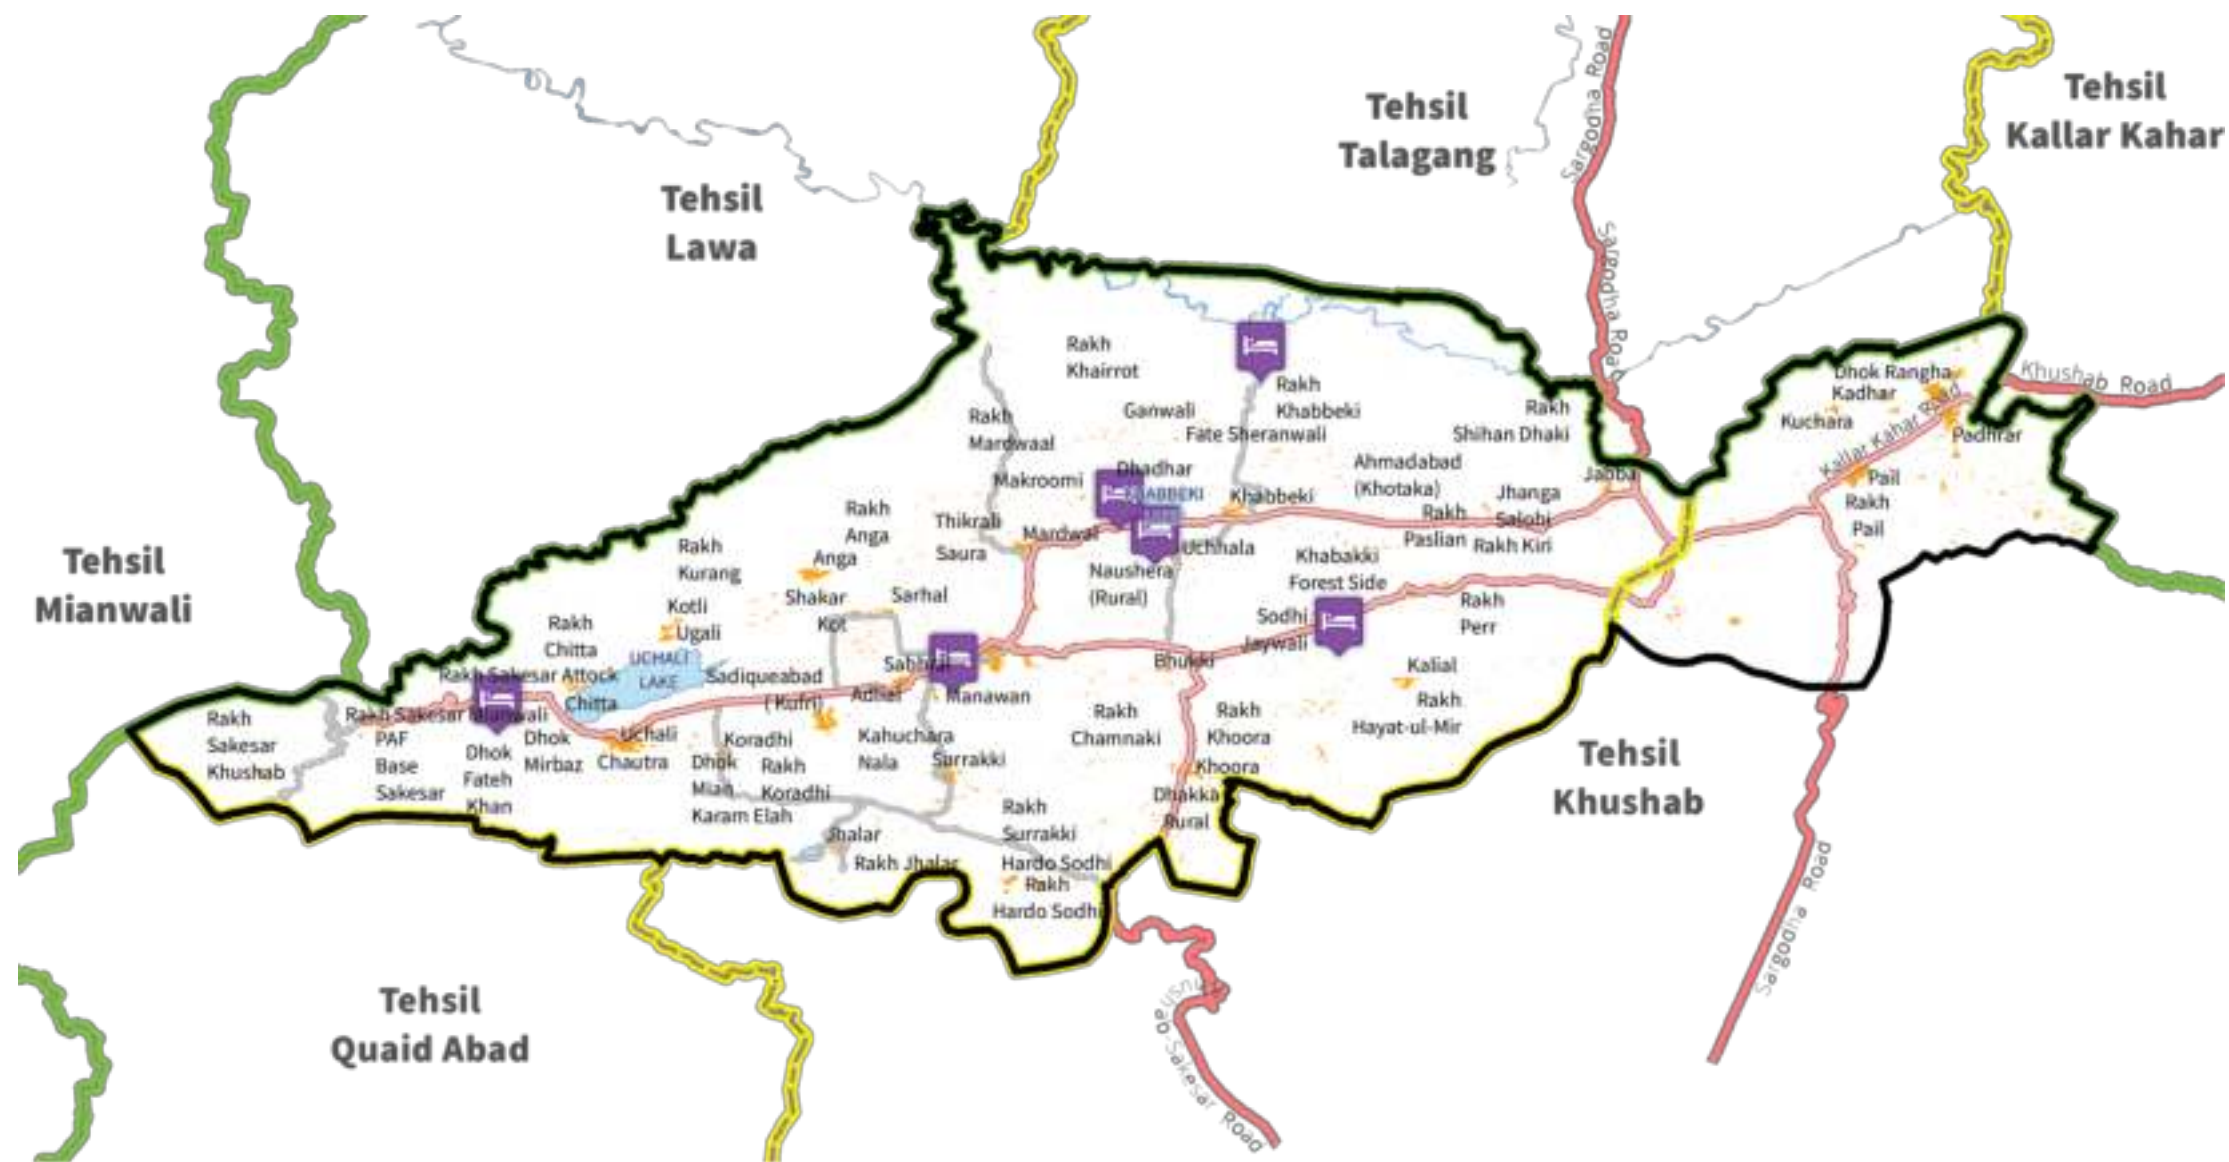 Tehsil
Kallar Kahar
Tehsil
Talagang
Sargodha Road
Tehsil
Lawa
Sargodha Road
Khushab Road
Rakh
Khairrot
Dhok Rangha
Kadhar
Kuchara
Kallar Kahar Road
Padhrar
Rakh
Khabbeki
Ganwali
Fate Sheranwali
Rakh
Shihan Dhaki
Rakh
Mardwaal
Makroomi
Dhadhar
KHABBEKI
Khabbeki
Ahmadabad
(Khotaka)
Jabba
Jhanga
Salobi
Pail
Rakh
Pail
Rakh
Anga
Anga
Thikrali
Saura
Mardwal
Uchhala
Rakh
Paslian
Rakh Kiri
Khabakki
Forest Side
Naushera
(Rural)
Tehsil
Mianwali
Rakh
Kurang
Kotli
Ugali
Shakar
Kot
Sarhal
Sodhi
Jaywali
Rakh
Perr
Rakh
Chitta
UCHALI
LAKE
Rakh Sakesar Attock
Chitta
Sadiqueabad
( Kufri)
Sabhral
Adhial
Manawan
Bhukki
Kalial
Rakh
Hayat-ul-Mir
Rakh
Sakesar
Khushab
Rakh Sakesar Mianwali
PAF
Base
Sakesar
Dhok
Fateh
Khan
Dhok
Mirbaz
Uchali
Chautra
Koradhi
Dhok
Mian
Karam Elah
Rakh
Koradhi
Kahuchara
Nala
Surrakki
Rakh
Chamnaki
Rakh
Khoora
Khoora
Dhakka
Rural
Tehsil
Khushab
Jhalar
Rakh Jhalar
Rakh
Surrakki
Hardo Sodhi
Rakh
Hardo Sodhi
Sargodha Road
Tehsil
Quaid Abad
Khushab-Sakesar Road